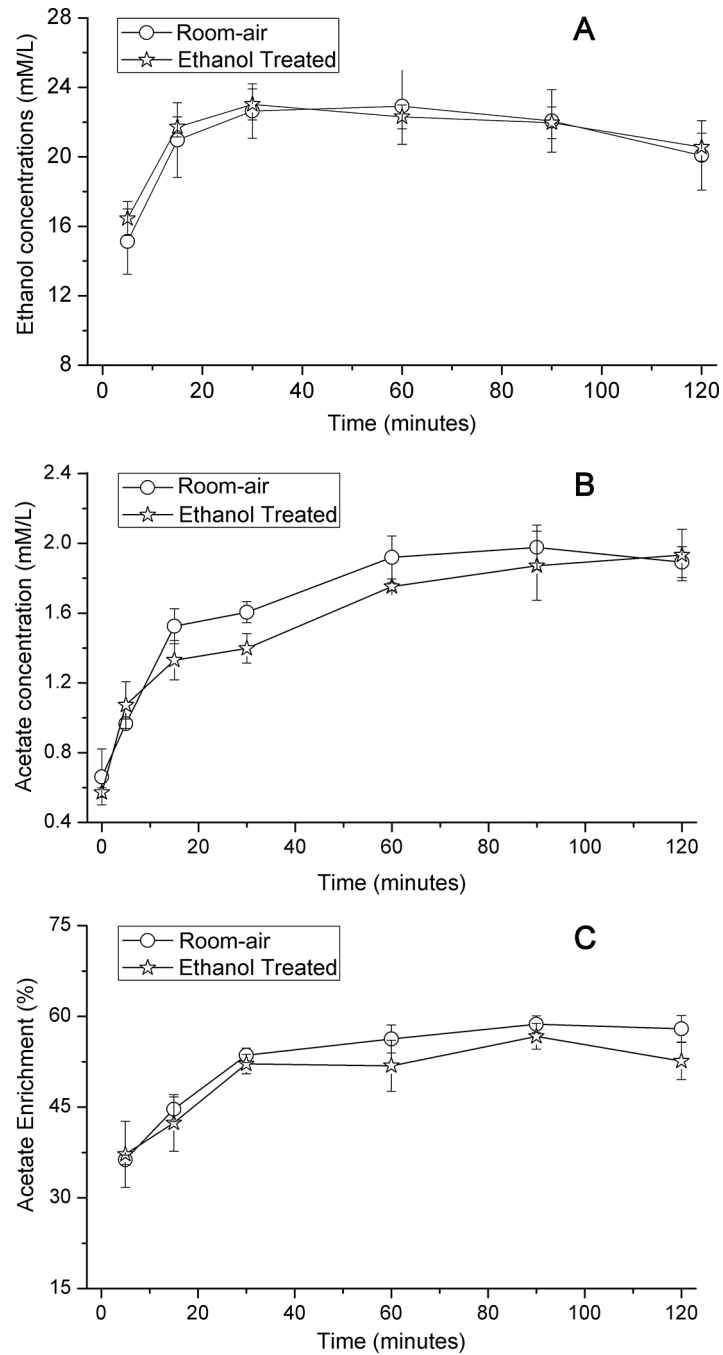 A
Room-air
Ethanol Treated
Ethanol concentrations (mM/L)
28
24
20
16
12
8
0 20 40 60 80 100 120
Time (minutes)
B
Room-air
Ethanol Treated
Acetate concentration (mM/L)
2.4
2.0
1.6
1.2
0.8
0.4
0 20 40 60 80 100 120
Time (minutes)
C
Room-air
Ethanol Treated
Acetate Enrichment (%)
75
60
45
30
15
0 20 40 60 80 100 120
Time (minutes)